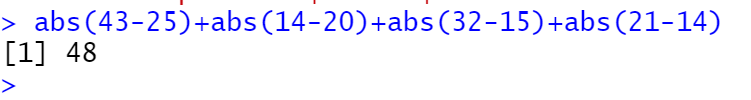 > abs(43-25)+abs(14-20)+abs(32-15)+abs(21-14)
[1] 48
>